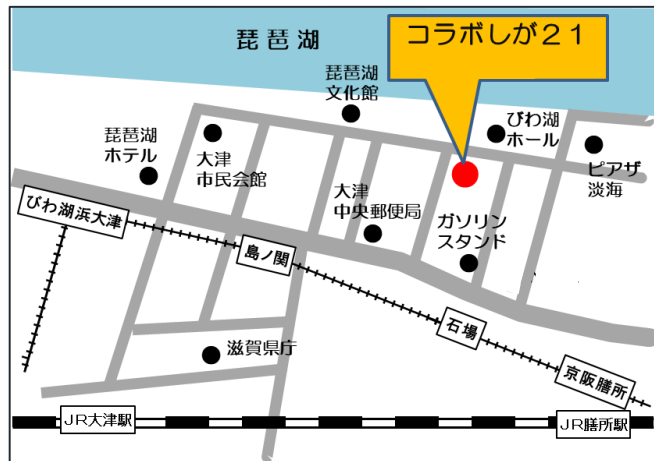 コラボしが２１
琵琶湖
琵琶湖
文化館
びわ湖
ホール
琵琶湖
ホテル
大津
市民会館
ピアザ
淡海
びわ湖浜大津
大津
中央郵便局
ガソリン
スタンド
島ノ関
石場
滋賀県庁
京阪膳所
JR大津駅
JR膳所駅